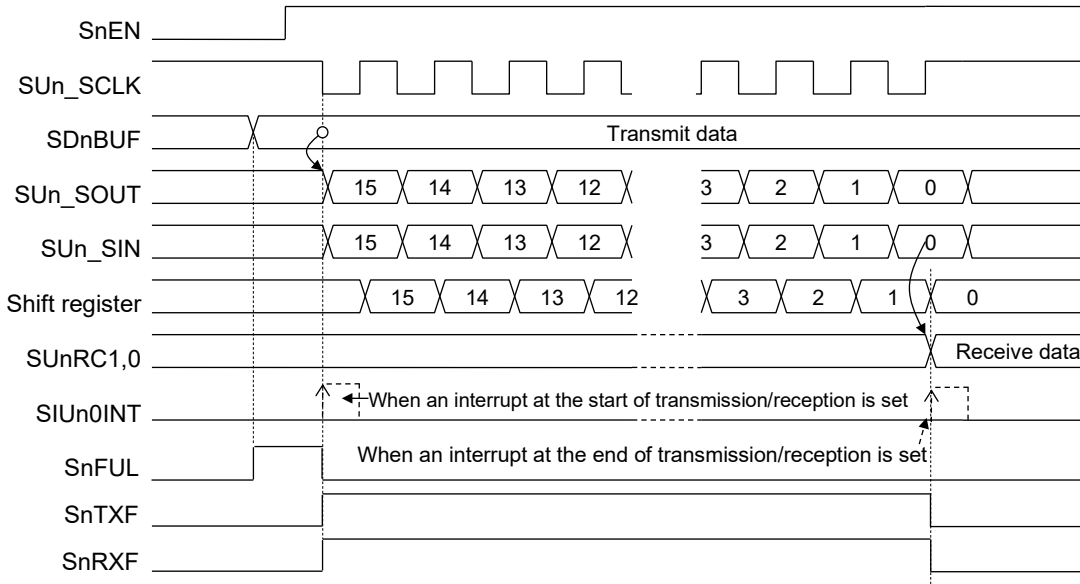 SnEN
SUn_SCLK
SDnBUF Transmit data
SUn_SOUT 15 14 13 12 3 2 1 0
SUn_SIN 15 14 13 12 3 2 1 0
Shift register 15 14 13 12 3 2 1 0
SUnRC1,0 Receive data
SIUn0INT When an interrupt at the start of transmission/reception is set
When an interrupt at the end of transmission/reception is set
SnFUL
SnTXF
SnRXF